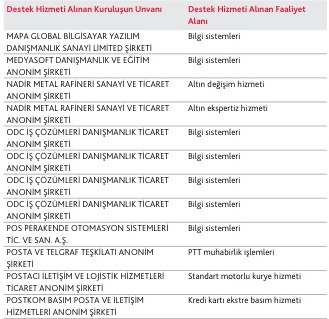 Destek Hizmeti Alınan Kuruluşun Unvanı
Destek Hizmeti Alınan Faaliyet
Alanı
MAPA GLOBAL BİLGİSAYAR YAZILIM
DANIŞMANLIK SANAYİ LİMİTED ŞİRKETİ
Bilgi sistemleri
MEDYASOFT DANIŞMANLIK VE EĞİTİM
ANONİM ŞİRKETİ
Bilgi sistemleri
NADİR METAL RAFİNERİ SANAYİ VE TİCARET
ANONİM ŞİRKETİ
Altın değişim hizmeti
NADİR METAL RAFİNERİ SANAYİ VE TİCARET
ANONİM ŞİRKETİ
Altın ekspertiz hizmeti
ODC İŞ ÇÖZÜMLERİ DANIŞMANLIK TİCARET
ANONİM ŞİRKETİ
Bilgi sistemleri
ODC İŞ ÇÖZÜMLERİ DANIŞMANLIK TİCARET
ANONİM ŞİRKETİ
Bilgi sistemleri
ODC İŞ ÇÖZÜMLERİ DANIŞMANLIK TİCARET
ANONİM ŞİRKETİ
Bilgi sistemleri
ODC İŞ ÇÖZÜMLERİ DANIŞMANLIK TİCARET
ANONİM ŞİRKETİ
Bilgi sistemleri
POS PERAKENDE OTOMASYON SİSTEMLERİ
TİC. VE SAN. A.Ş.
Bilgi sistemleri
POSTA VE TELGRAF TEŞKİLATI ANONİM
ŞİRKETİ
PTT muhabirlik işlemleri
POSTACI İLETİŞİM VE LOJİSTİK HİZMETLERİ
TİCARET ANONİM ŞİRKETİ
Standart motorlu kurye hizmeti
POSTKOM BASIM POSTA VE İLETİŞİM
HİZMETLERİ ANONİM ŞİRKETİ
Kredi kartı ekstre basım hizmeti